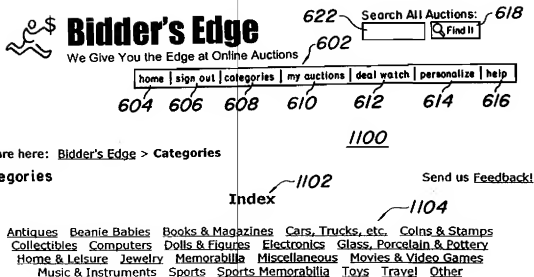 622 Search All Auctions: 618
Bidder's Edge Find It
We Give You the Edge at Online Auctions 602
home | sign out | categories | my auctions | deal watch | personalize | help
604 606 608 610 612 614 616
1100
are here: Bidder's Edge > Categories
egories Send us Feedback!
1102
Index
1104
Antiques Beanie Babies Books & Magazines Cars, Trucks, etc. Coins & Stamps
Collectibles Computers Dolls & Figures Electronics Glass, Porcelain & Pottery
Home & Leisure Jewelry Memorabilia Miscellaneous Movies & Video Games
Music & Instruments Sports Sports Memorabilia Toys Travel Other